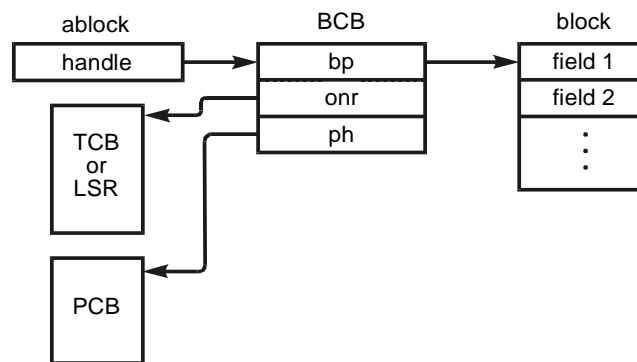 ablock
BCB
block
handle
bp
field 1
onr
field 2
ph
TCB
or
LSR
PCB